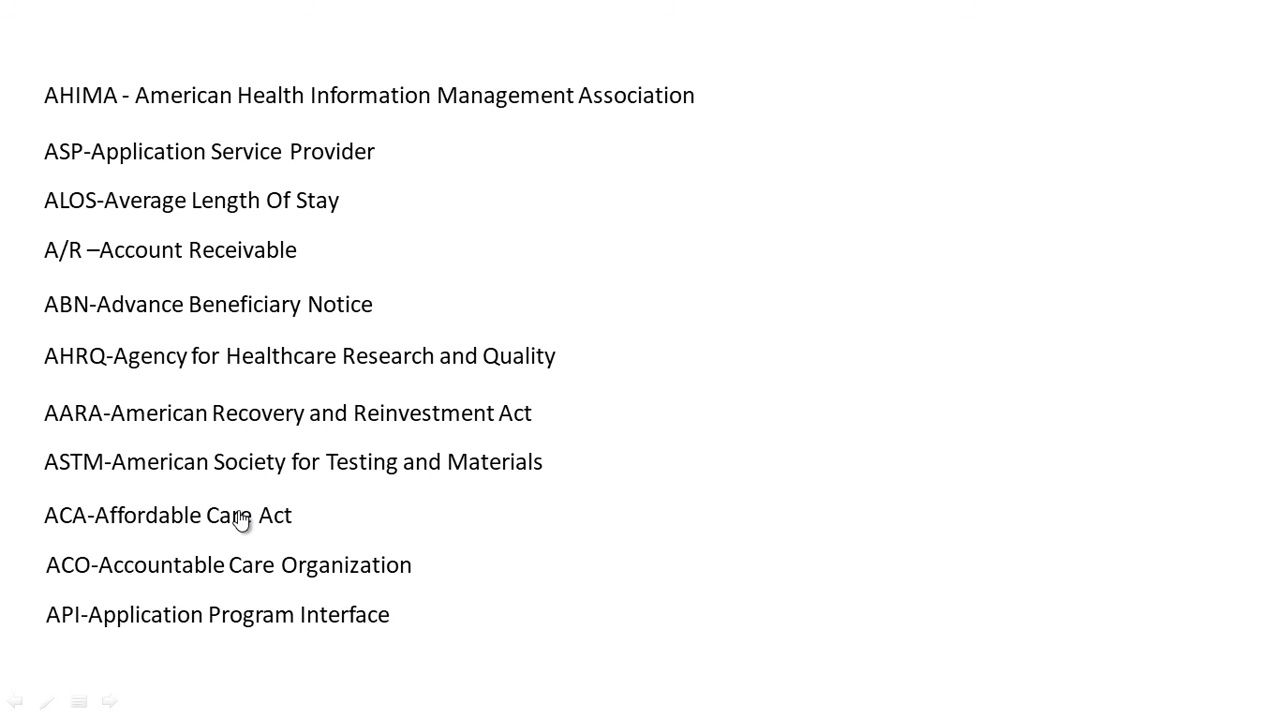 AHIMA - American Health Information Management Association
ASP-Application Service Provider
ALOS-Average Length Of Stay
A/R –Account Receivable
ABN-Advance Beneficiary Notice
AHRQ-Agency for Healthcare Research and Quality
AARA-American Recovery and Reinvestment Act
ASTM-American Society for Testing and Materials
ACA-Affordable Care Act
ACO-Accountable Care Organization
API-Application Program Interface